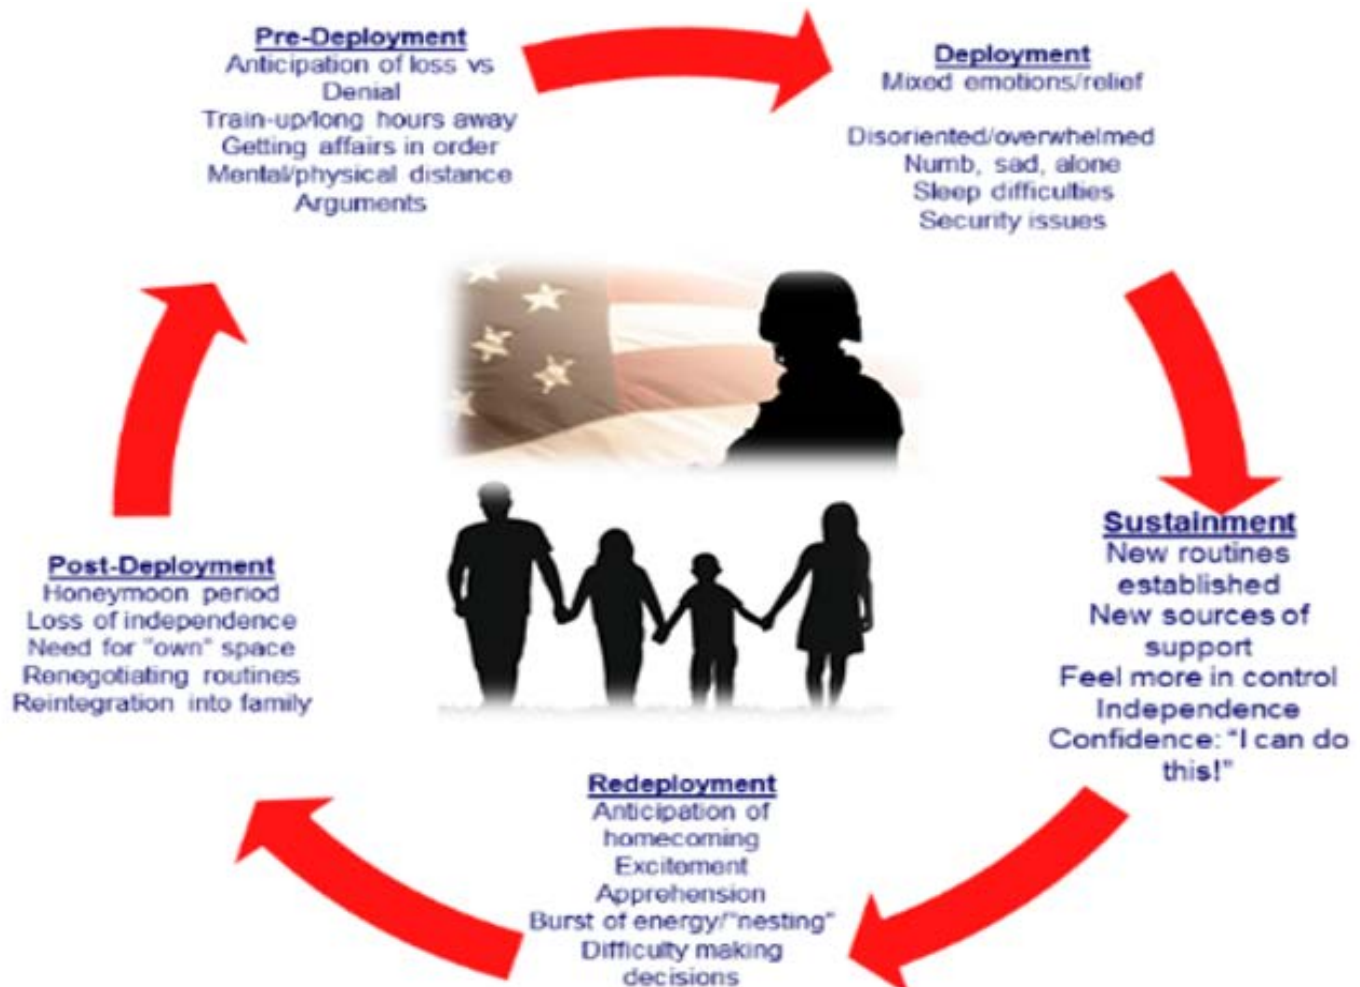 Pre-Deployment
Anticipation of loss vs
Denial
Train-up/long hours away
Getting affairs in order
Mental/physical distance
Arguments
Deployment
Mixed emotions/relief
Disoriented/overwhelmed
Numb, sad, alone
Sleep difficulties
Security issues
Sustainment
New routines
established
New sources of
support
Feel more in control
Independence
Confidence: “I can do
this!”
Redeployment
Anticipation of
homecoming
Excitement
Apprehension
Burst of energy/“nesting”
Difficulty making
decisions
Post-Deployment
Honeymoon period
Loss of independence
Need for "own" space
Renegotiating routines
Reintegration into family